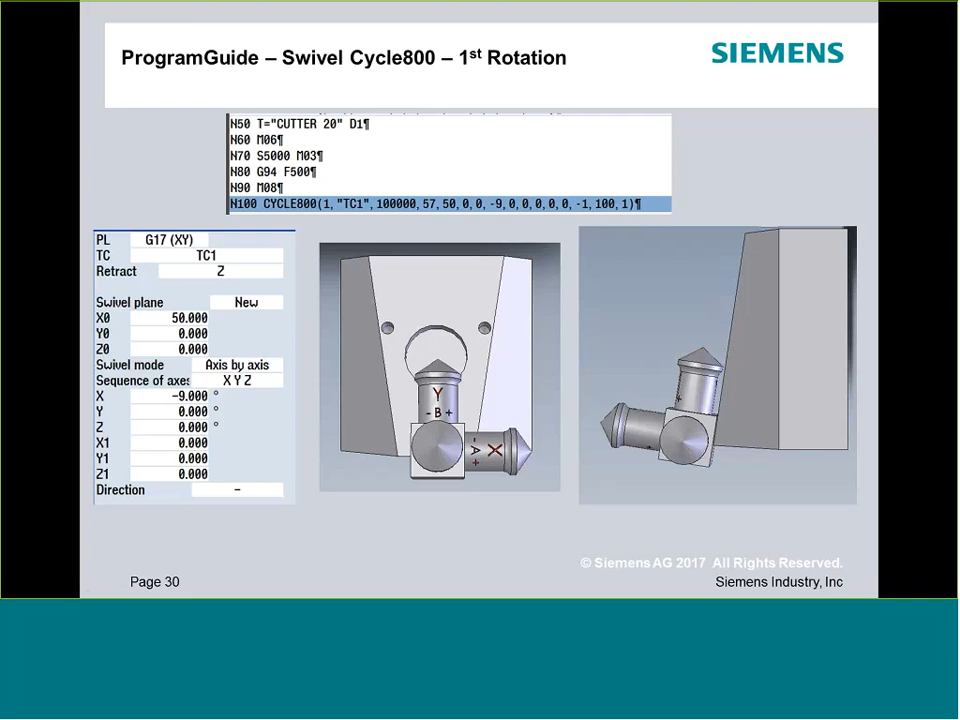 ProgramGuide – Swivel Cycle800 – 1st Rotation
SIEMENS
N50 T="CUTTER 20" D1¶
N60 M06¶
N70 S5000 M03¶
N80 G94 F500¶
N90 M08¶
N100 CYCLE800(1,"TC1",100000,57,50,0,0,-9,0,0,0,0,0,-1,100,1)¶
PL G17 (XY)
TC TC1
Retract Z
Swivel plane New
X0 50.000
Y0 0.000
Z0 0.000
Swivel mode Axis by axis
Sequence of axes X Y Z
X -9.000 °
Y 0.000 °
Z 0.000 °
X1 0.000
Y1 0.000
Z1 0.000
Direction -
Y
- B +
- A +
X
© Siemens AG 2017 All Rights Reserved.
Page 30
Siemens Industry, Inc